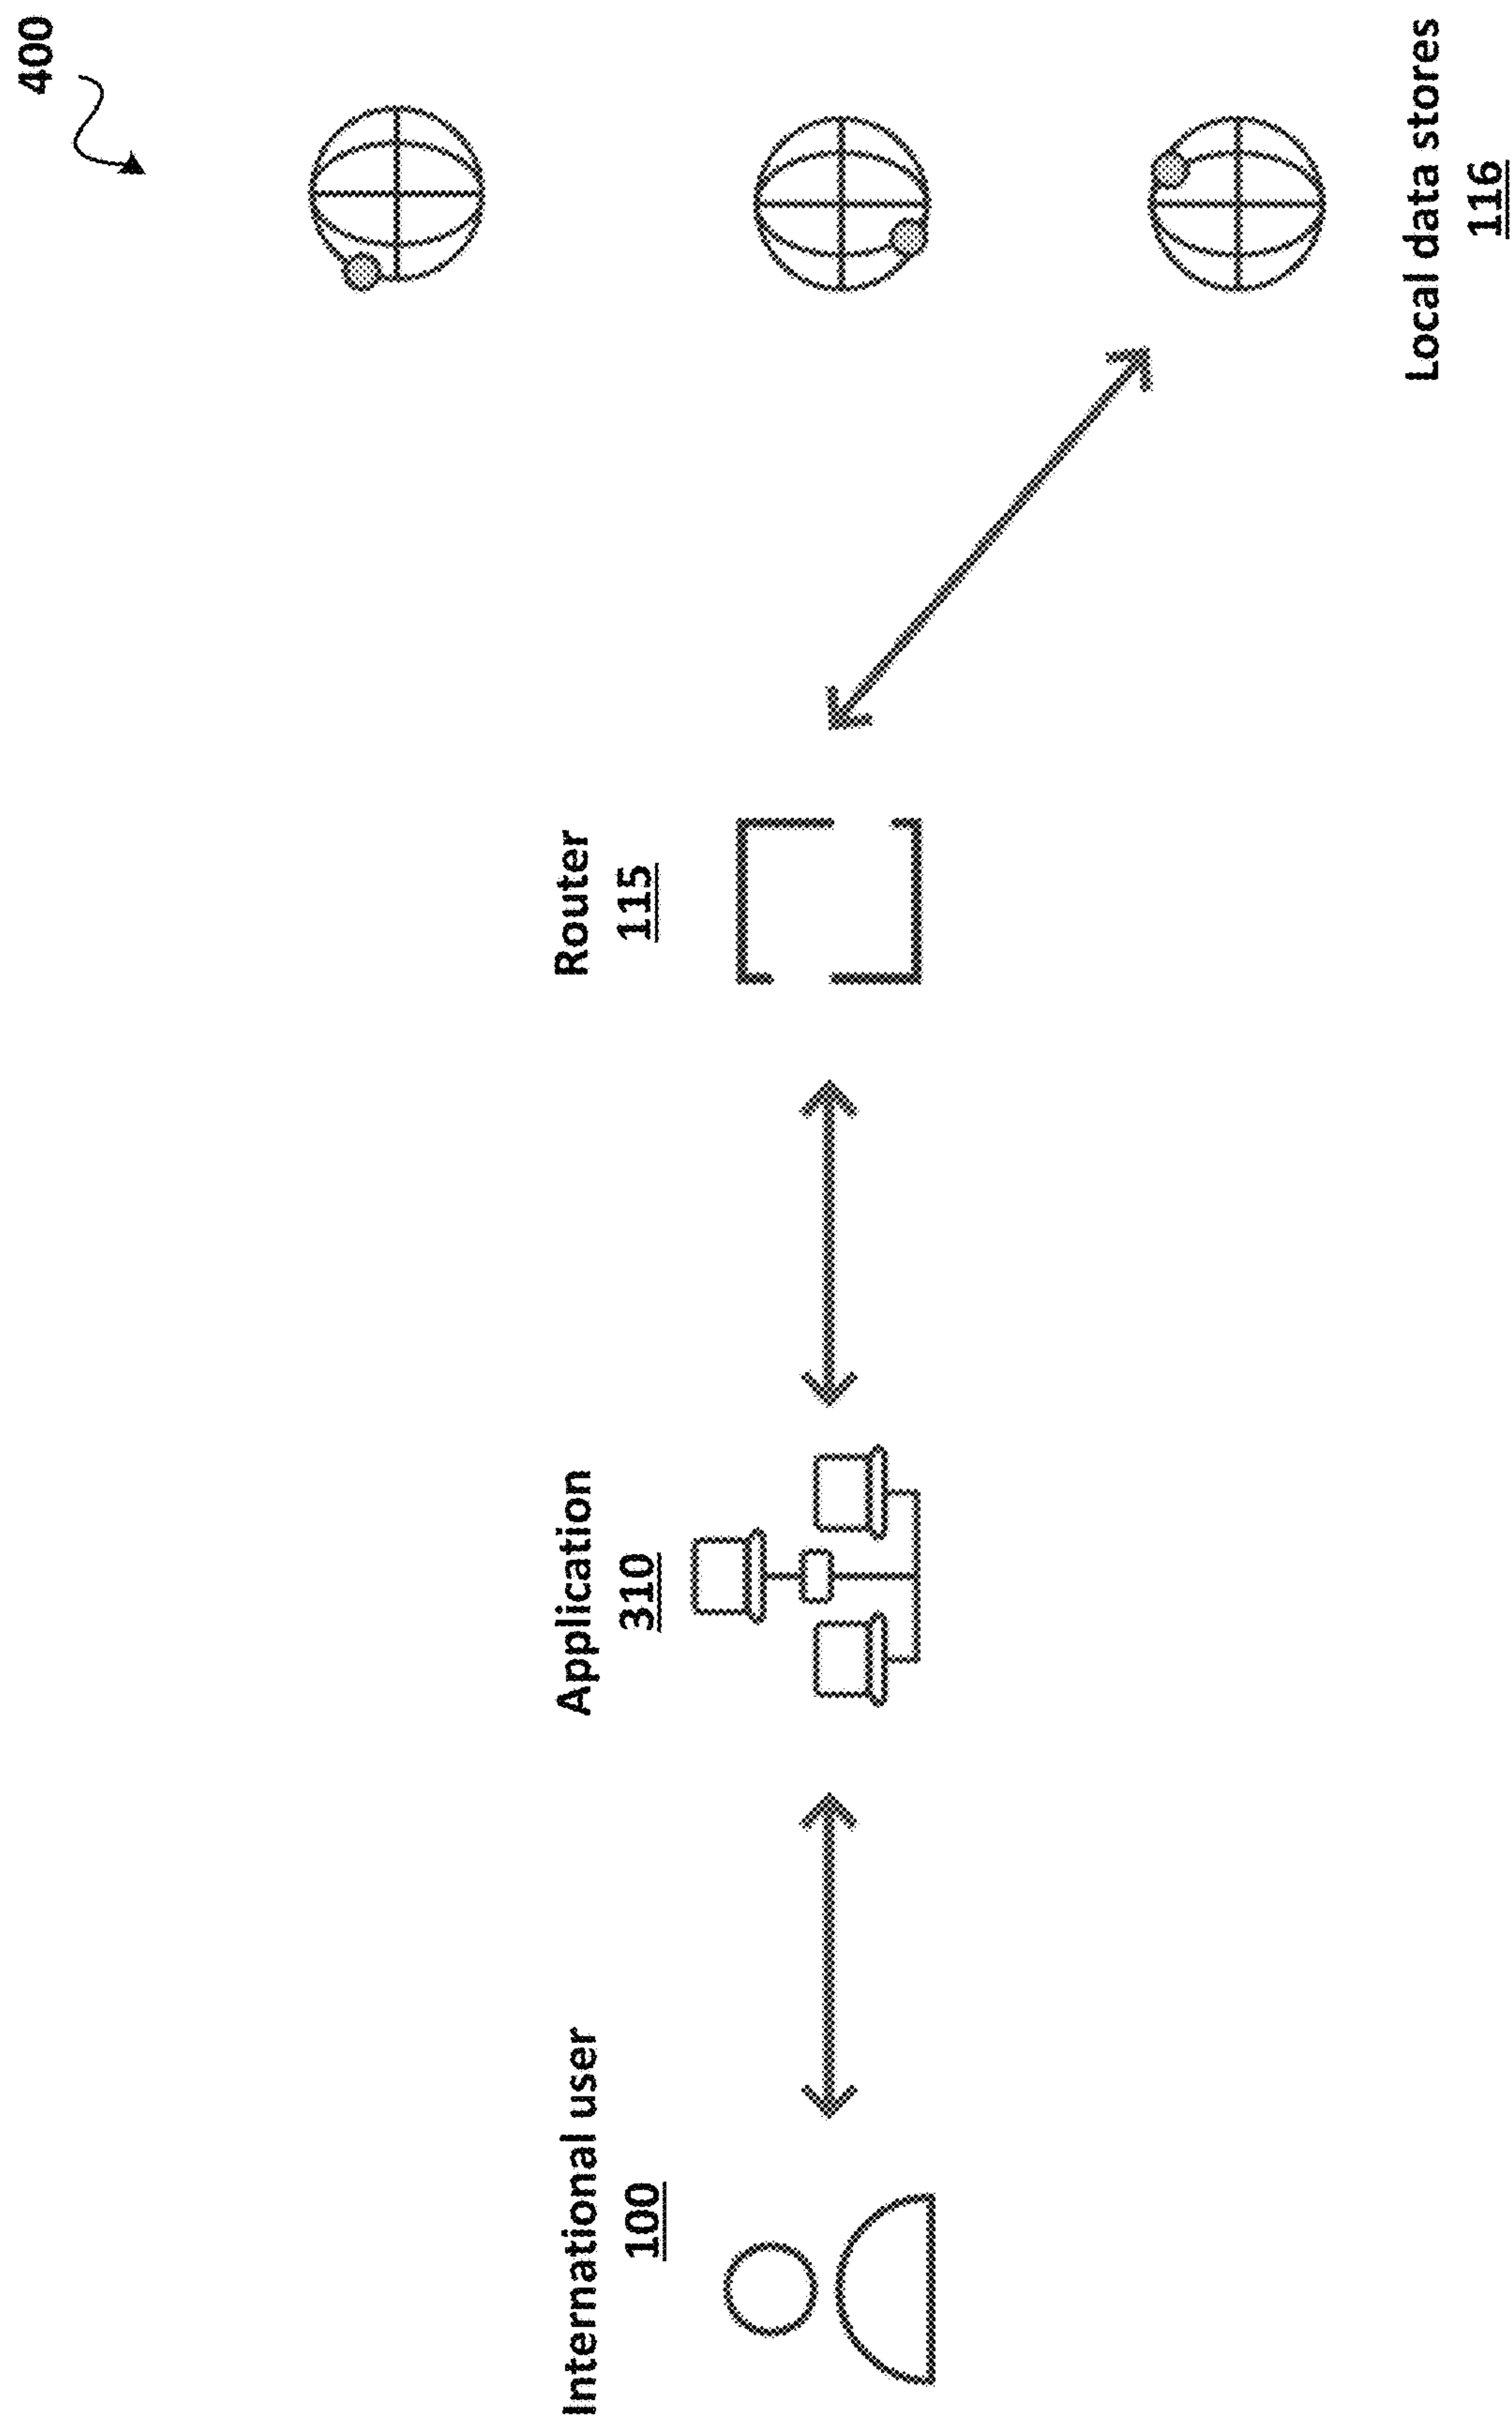 400
International user
100
Application
310
Router
115
Local data stores
116